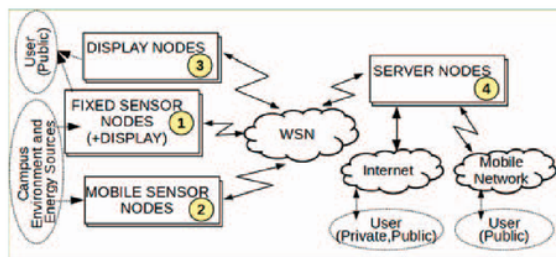 User
(Public)
DISPLAY NODES
3
FIXED SENSOR
NODES
(+DISPLAY)
1
Campus
Environment and
Energy Sources
MOBILE SENSOR
NODES
2
WSN
SERVER NODES
4
Internet
Mobile
Network
User
(Private,Public)
User
(Public)